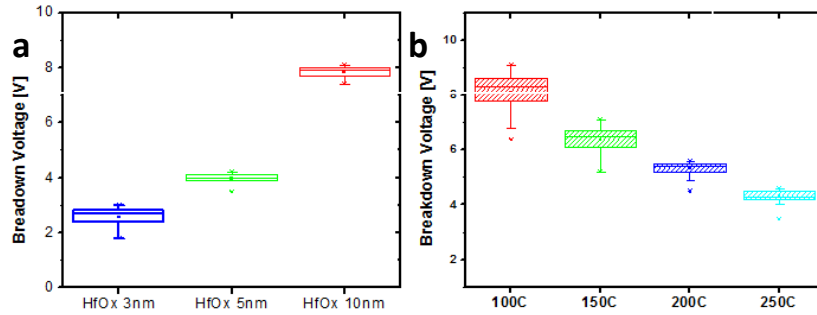 a
Breadown Voltage [V]
8
6
4
2
0
HfOx 3nm
HfOx 5nm
HfOx 10nm
b
Breakdown Voltage [V]
10
8
6
4
2
100C
150C
200C
250C